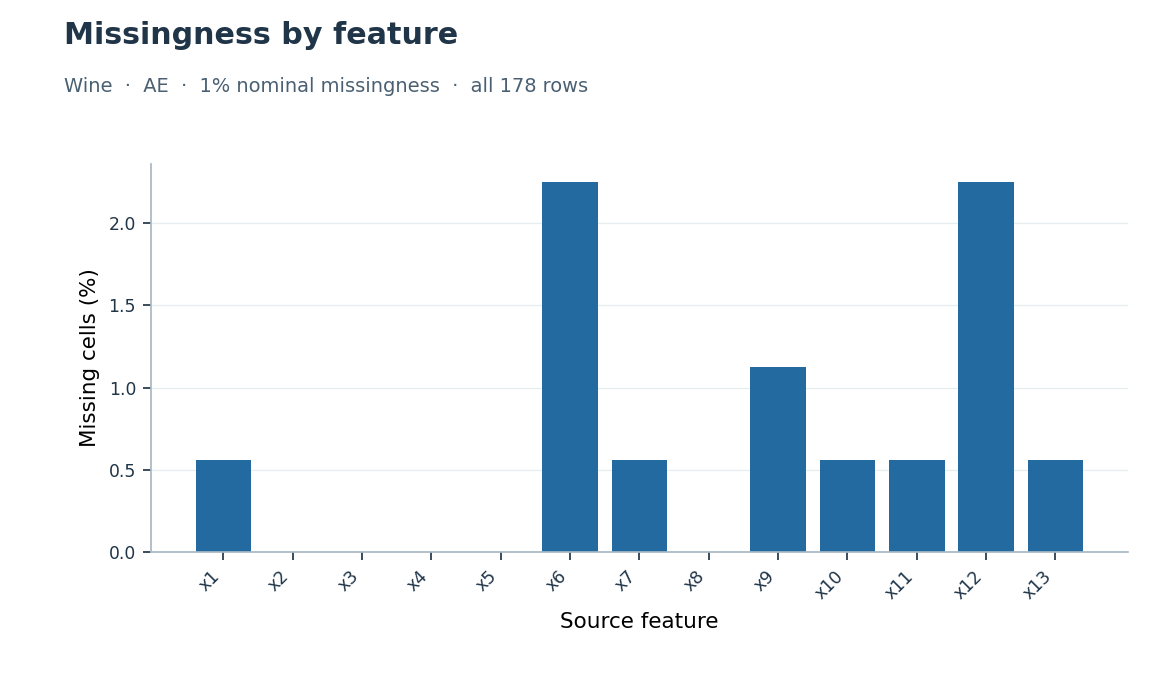 Missingness by feature
Wine · AE · 1% nominal missingness · all 178 rows
Missing cells (%)
2.0
1.5
1.0
0.5
0.0
x1 x2 x3 x4 x5 x6 x7 x8 x9 x10 x11 x12 x13
Source feature